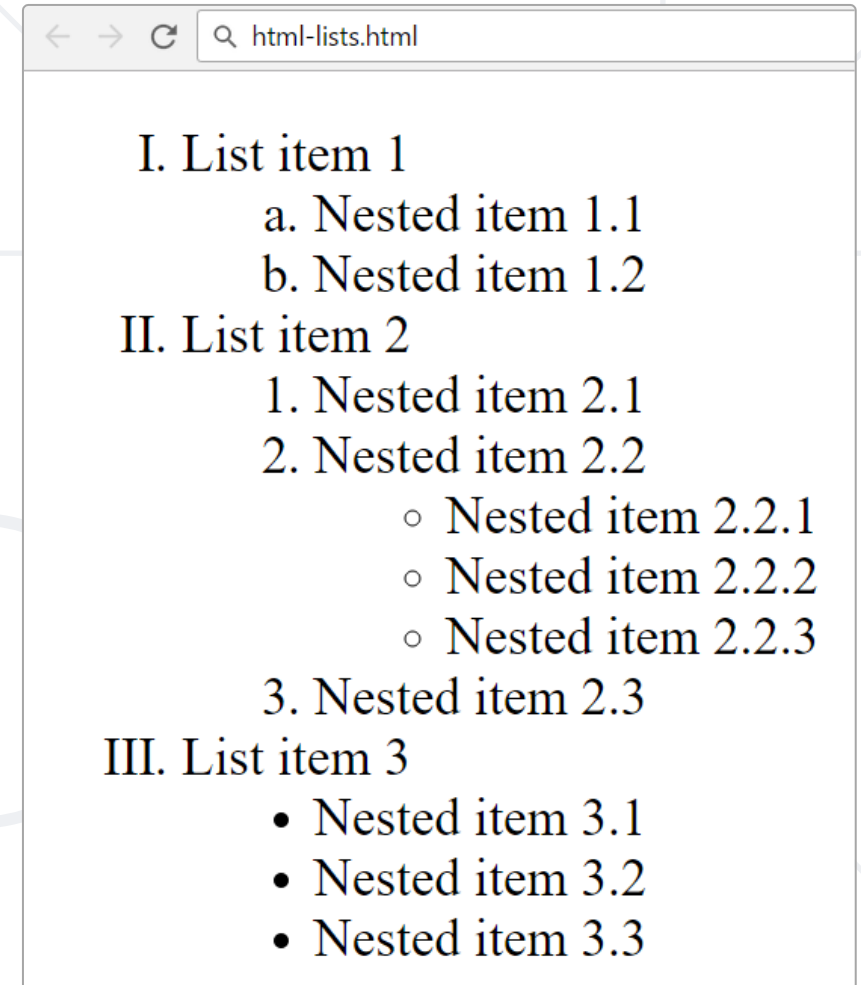 html-lists.html
I. List item 1
a. Nested item 1.1
b. Nested item 1.2
II. List item 2
1. Nested item 2.1
2. Nested item 2.2
○ Nested item 2.2.1
○ Nested item 2.2.2
○ Nested item 2.2.3
3. Nested item 2.3
III. List item 3
• Nested item 3.1
• Nested item 3.2
• Nested item 3.3